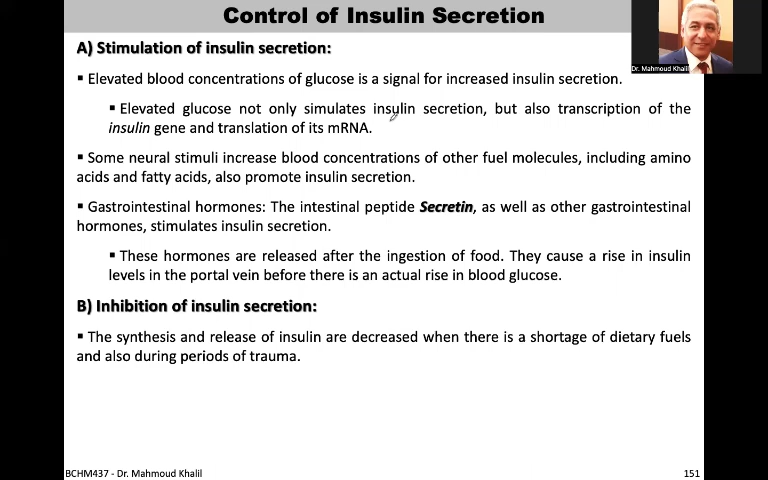 Control of Insulin Secretion
Dr. Mahmoud Khalil
A) Stimulation of insulin secretion:
▪ Elevated blood concentrations of glucose is a signal for increased insulin secretion.
▪ Elevated glucose not only simulates insulin secretion, but also transcription of the
insulin gene and translation of its mRNA.
▪ Some neural stimuli increase blood concentrations of other fuel molecules, including amino
acids and fatty acids, also promote insulin secretion.
▪ Gastrointestinal hormones: The intestinal peptide Secretin, as well as other gastrointestinal
hormones, stimulates insulin secretion.
▪ These hormones are released after the ingestion of food. They cause a rise in insulin
levels in the portal vein before there is an actual rise in blood glucose.
B) Inhibition of insulin secretion:
▪ The synthesis and release of insulin are decreased when there is a shortage of dietary fuels
and also during periods of trauma.
BCHM437 - Dr. Mahmoud Khalil
151